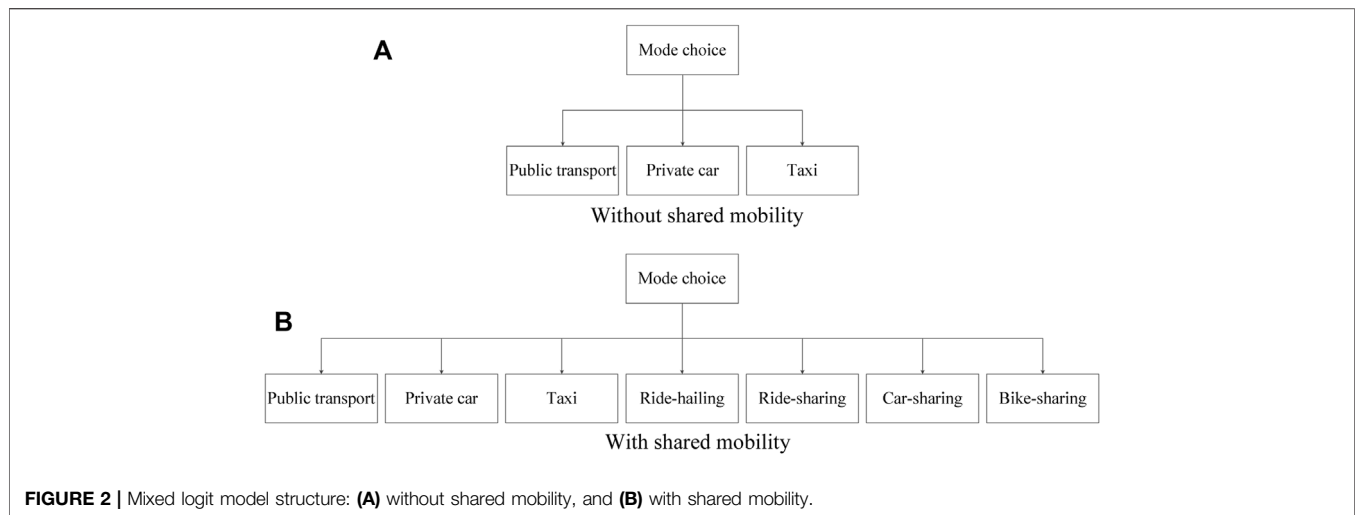 A
Mode choice
Public transport
Private car
Taxi
Without shared mobility
B
Mode choice
Public transport
Private car
Taxi
Ride-hailing
Ride-sharing
Car-sharing
Bike-sharing
With shared mobility
FIGURE 2 | Mixed logit model structure: (A) without shared mobility, and (B) with shared mobility.